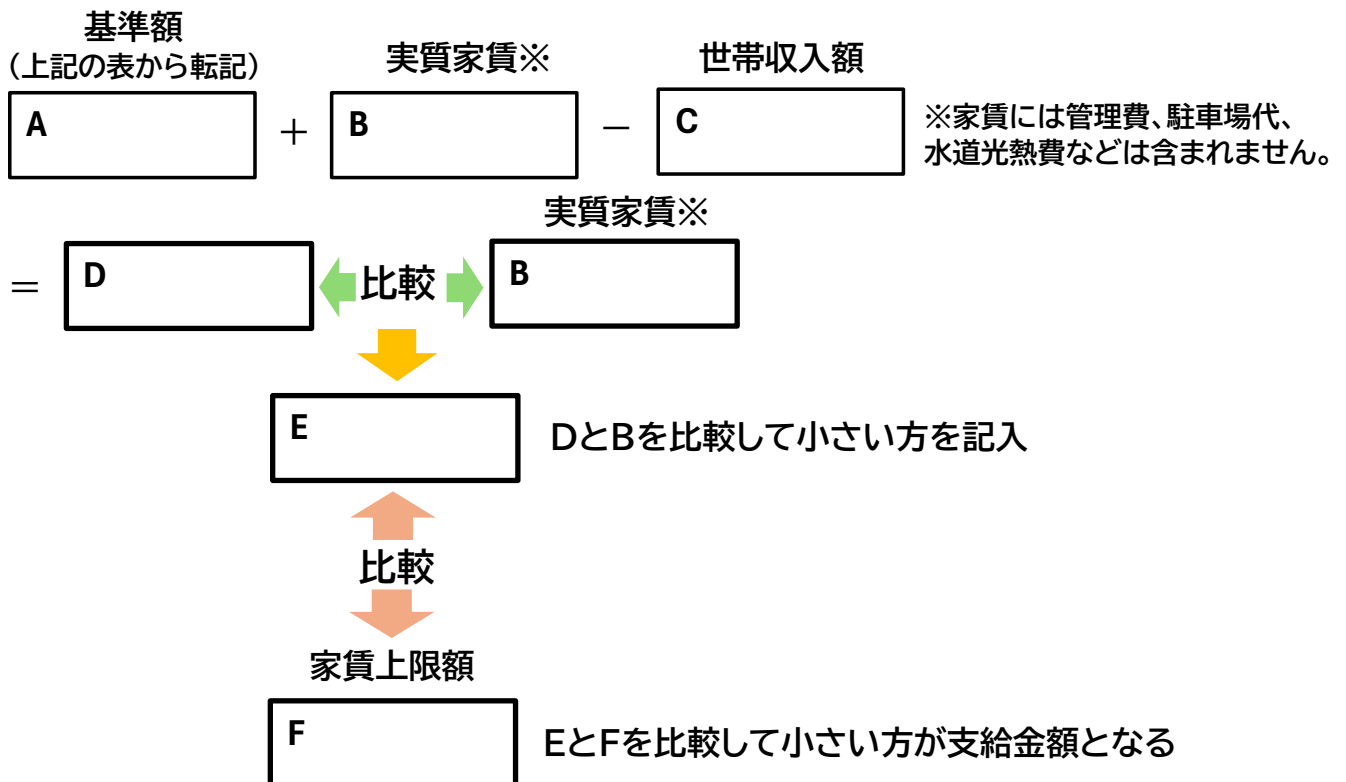 基準額
(上記の表から転記)
実質家賃※
世帯収入額
A
+
B
−
C
※家賃には管理費、駐車場代、
水道光熱費などは含まれません。
実質家賃※
=
D
比較
B
E
DとBを比較して小さい方を記入
比較
家賃上限額
F
EとFを比較して小さい方が支給金額となる